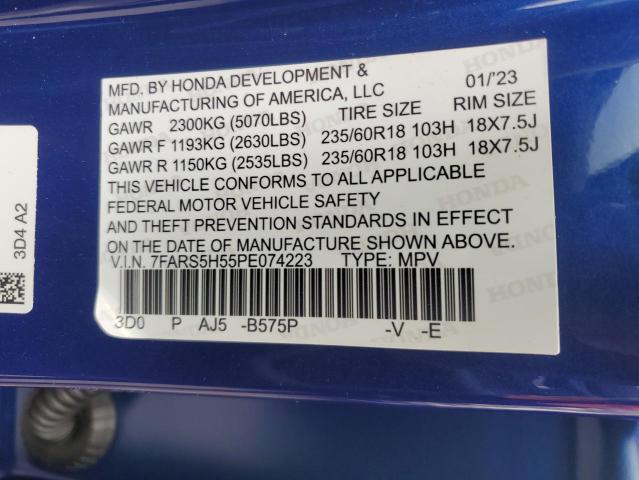 MFD. BY HONDA DEVELOPMENT &
MANUFACTURING OF AMERICA, LLC 01/'23
GAWR 2300KG (5070LBS) TIRE SIZE RIM SIZE
GAWR F 1193KG (2630LBS) 235/60R18 103H 18X7.5J
GAWR R 1150KG (2535LBS) 235/60R18 103H 18X7.5J
THIS VEHICLE CONFORMS TO ALL APPLICABLE
FEDERAL MOTOR VEHICLE SAFETY
AND THEFT PREVENTION STANDARDS IN EFFECT
ON THE DATE OF MANUFACTURE SHOWN ABOVE.
V.I.N. 7FARS5H55PE074223 TYPE: MPV
3D0 P AJ5 -B575P -V -E
3D4 A2
HONDA